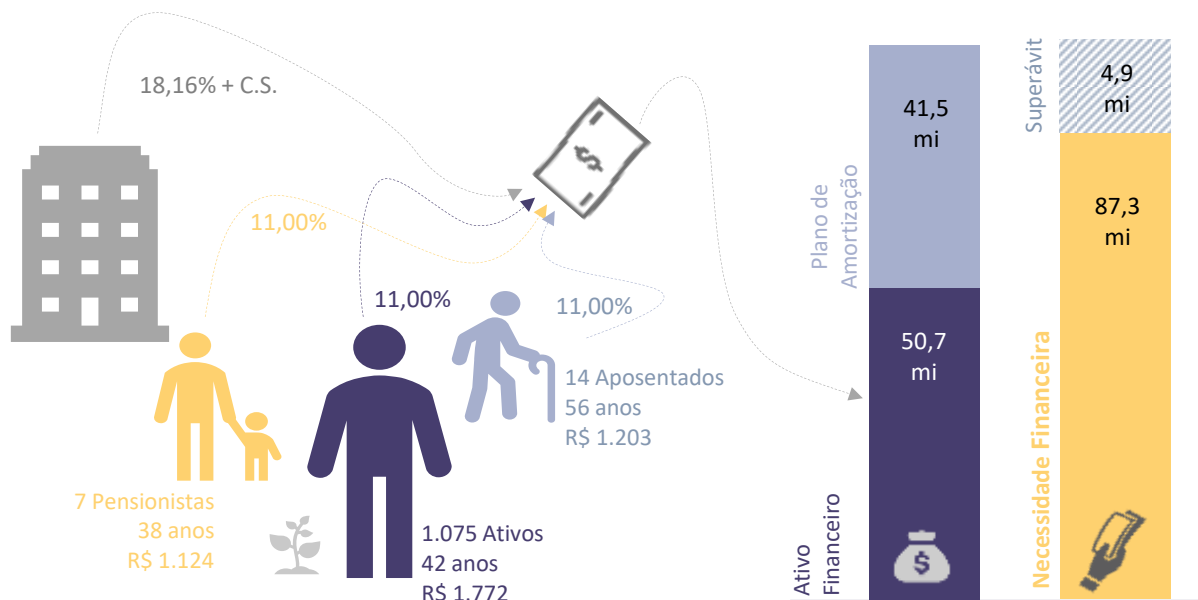 18,16% + C.S.
11,00%
11,00%
11,00%
7 Pensionistas
38 anos
R$ 1.124
1.075 Ativos
42 anos
R$ 1.772
14 Aposentados
56 anos
R$ 1.203
$
Plano de
Amortização
41,5
mi
Ativo
Financeiro
50,7
mi
$
Superávit
4,9
mi
Necessidade Financeira
87,3
mi